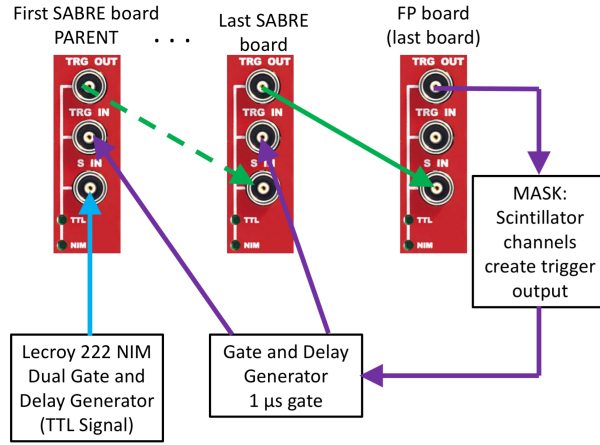 First SABRE board
PARENT
. . .
Last SABRE
board
FP board
(last board)
TRG OUT
TRG IN
S IN
TTL
NIM
TRG OUT
TRG IN
S IN
TTL
NIM
TRG OUT
TRG IN
S IN
TTL
NIM
MASK:
Scintillator
channels
create trigger
output
Lecroy 222 NIM
Dual Gate and
Delay Generator
(TTL Signal)
Gate and Delay
Generator
1 μs gate